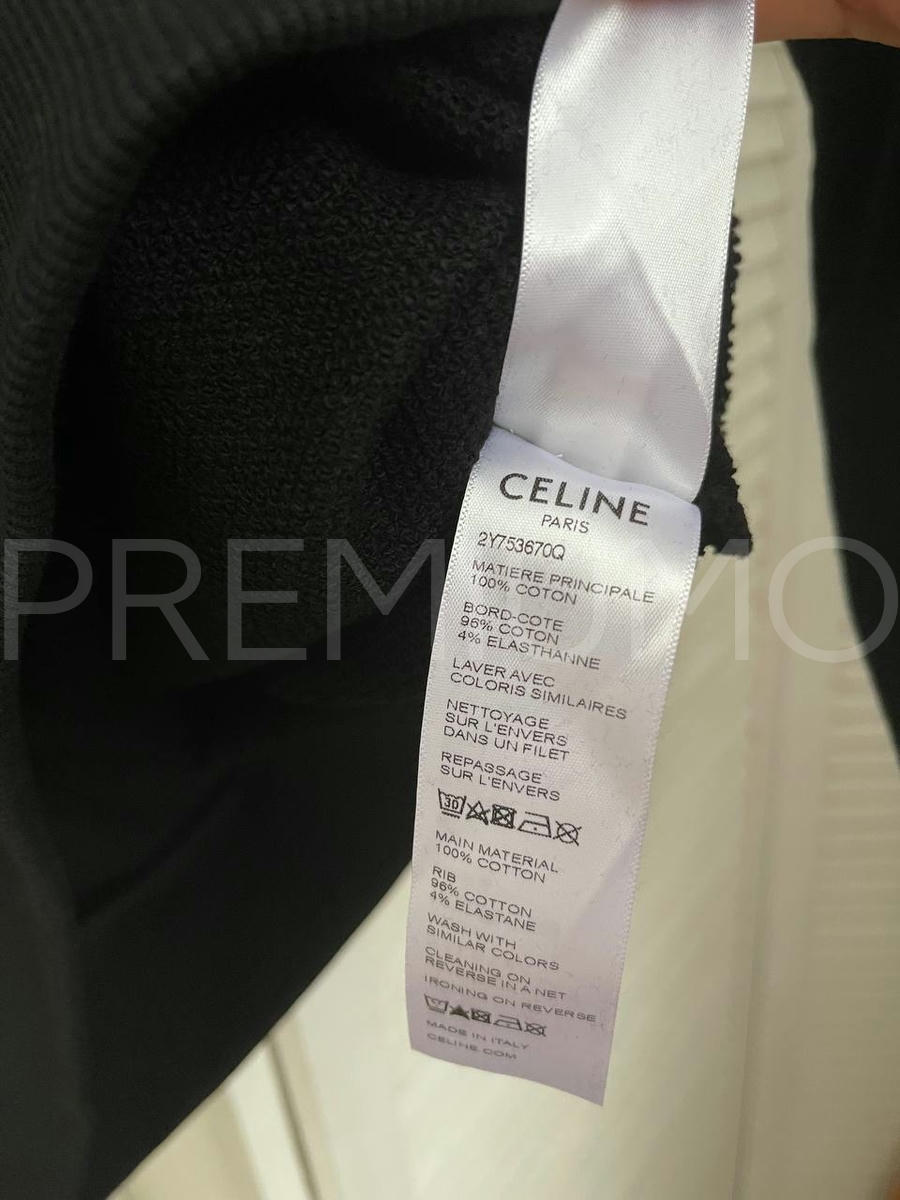 CELINE
PARIS
2Y753670Q
MATIERE PRINCIPALE
100% COTON
BORD-COTE
96% COTON
4% ELASTHANNE
LAVER AVEC
COLORIS SIMILAIRES
NETTOYAGE
SUR L'ENVERS
DANS UN FILET
REPASSAGE
SUR L'ENVERS
30
MAIN MATERIAL
100% COTTON
RIB
96% COTTON
4% ELASTANE
WASH WITH
SIMILAR COLORS
CLEANING ON
REVERSE IN A NET
IRONING ON REVERSE
MADE IN ITALY
CELINE.COM